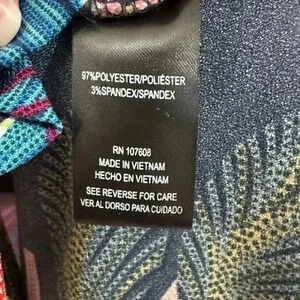 97%POLYESTER/POLIÉSTER
3%SPANDEX/SPANDEX
RN 107608
MADE IN VIETNAM
HECHO EN VIETNAM
SEE REVERSE FOR CARE
VER AL DORSO PARA CUIDADO